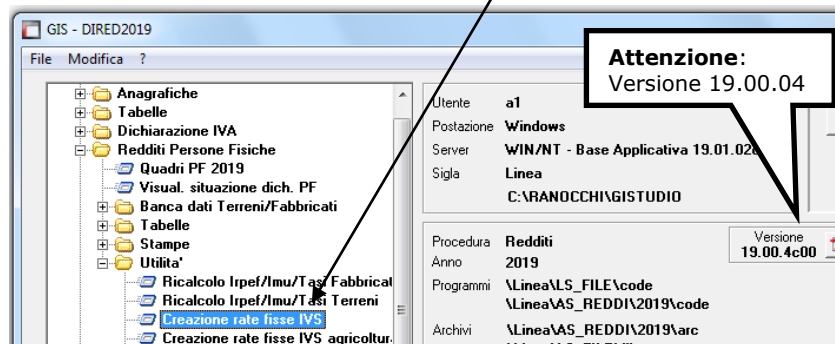 GIS - DIRED2019
File Modifica ?
Attenzione:
Versione 19.00.04
Anagrafiche
Tabelle
Dichiarazione IVA
Redditi Persone Fisiche
Quadri PF 2019
Visual. situazione dich. PF
Banca dati Terreni/Fabbricati
Tabelle
Stampe
Utilita'
Ricalcolo Irpef/Imu/Tasi Fabbricat
Ricalcolo Irpef/Imu/Tasi Terreni
Creazione rate fisse IVS
Creazione rate fisse IVS agricoltur
Utente a1
Postazione Windows
Server WIN/NT - Base Applicativa 19.01.02
Sigla Linea
C:\RANOCCHI\GISTUDIO
Procedura Redditi
Anno 2019
Versione
19.00.4c00
Programmi \Linea\LS_FILE\code
\Linea\AS_REDDI\2019\code
Archivi \Linea\AS_REDDI\2019\arc